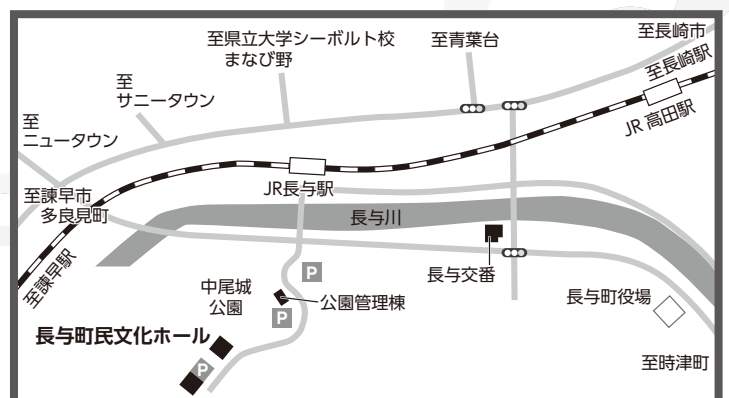 至県立大学シーボルト校
まなび野
至青葉台
至長崎市
至長崎駅
至
サニータウン
至
ニュータウン
JR 高田駅
JR長与駅
至諫早市
多良見町
長与川
至諫早駅
長与交番
中尾城
公園
P
公園管理棟
P
長与町役場
長与町民文化ホール
P
至時津町